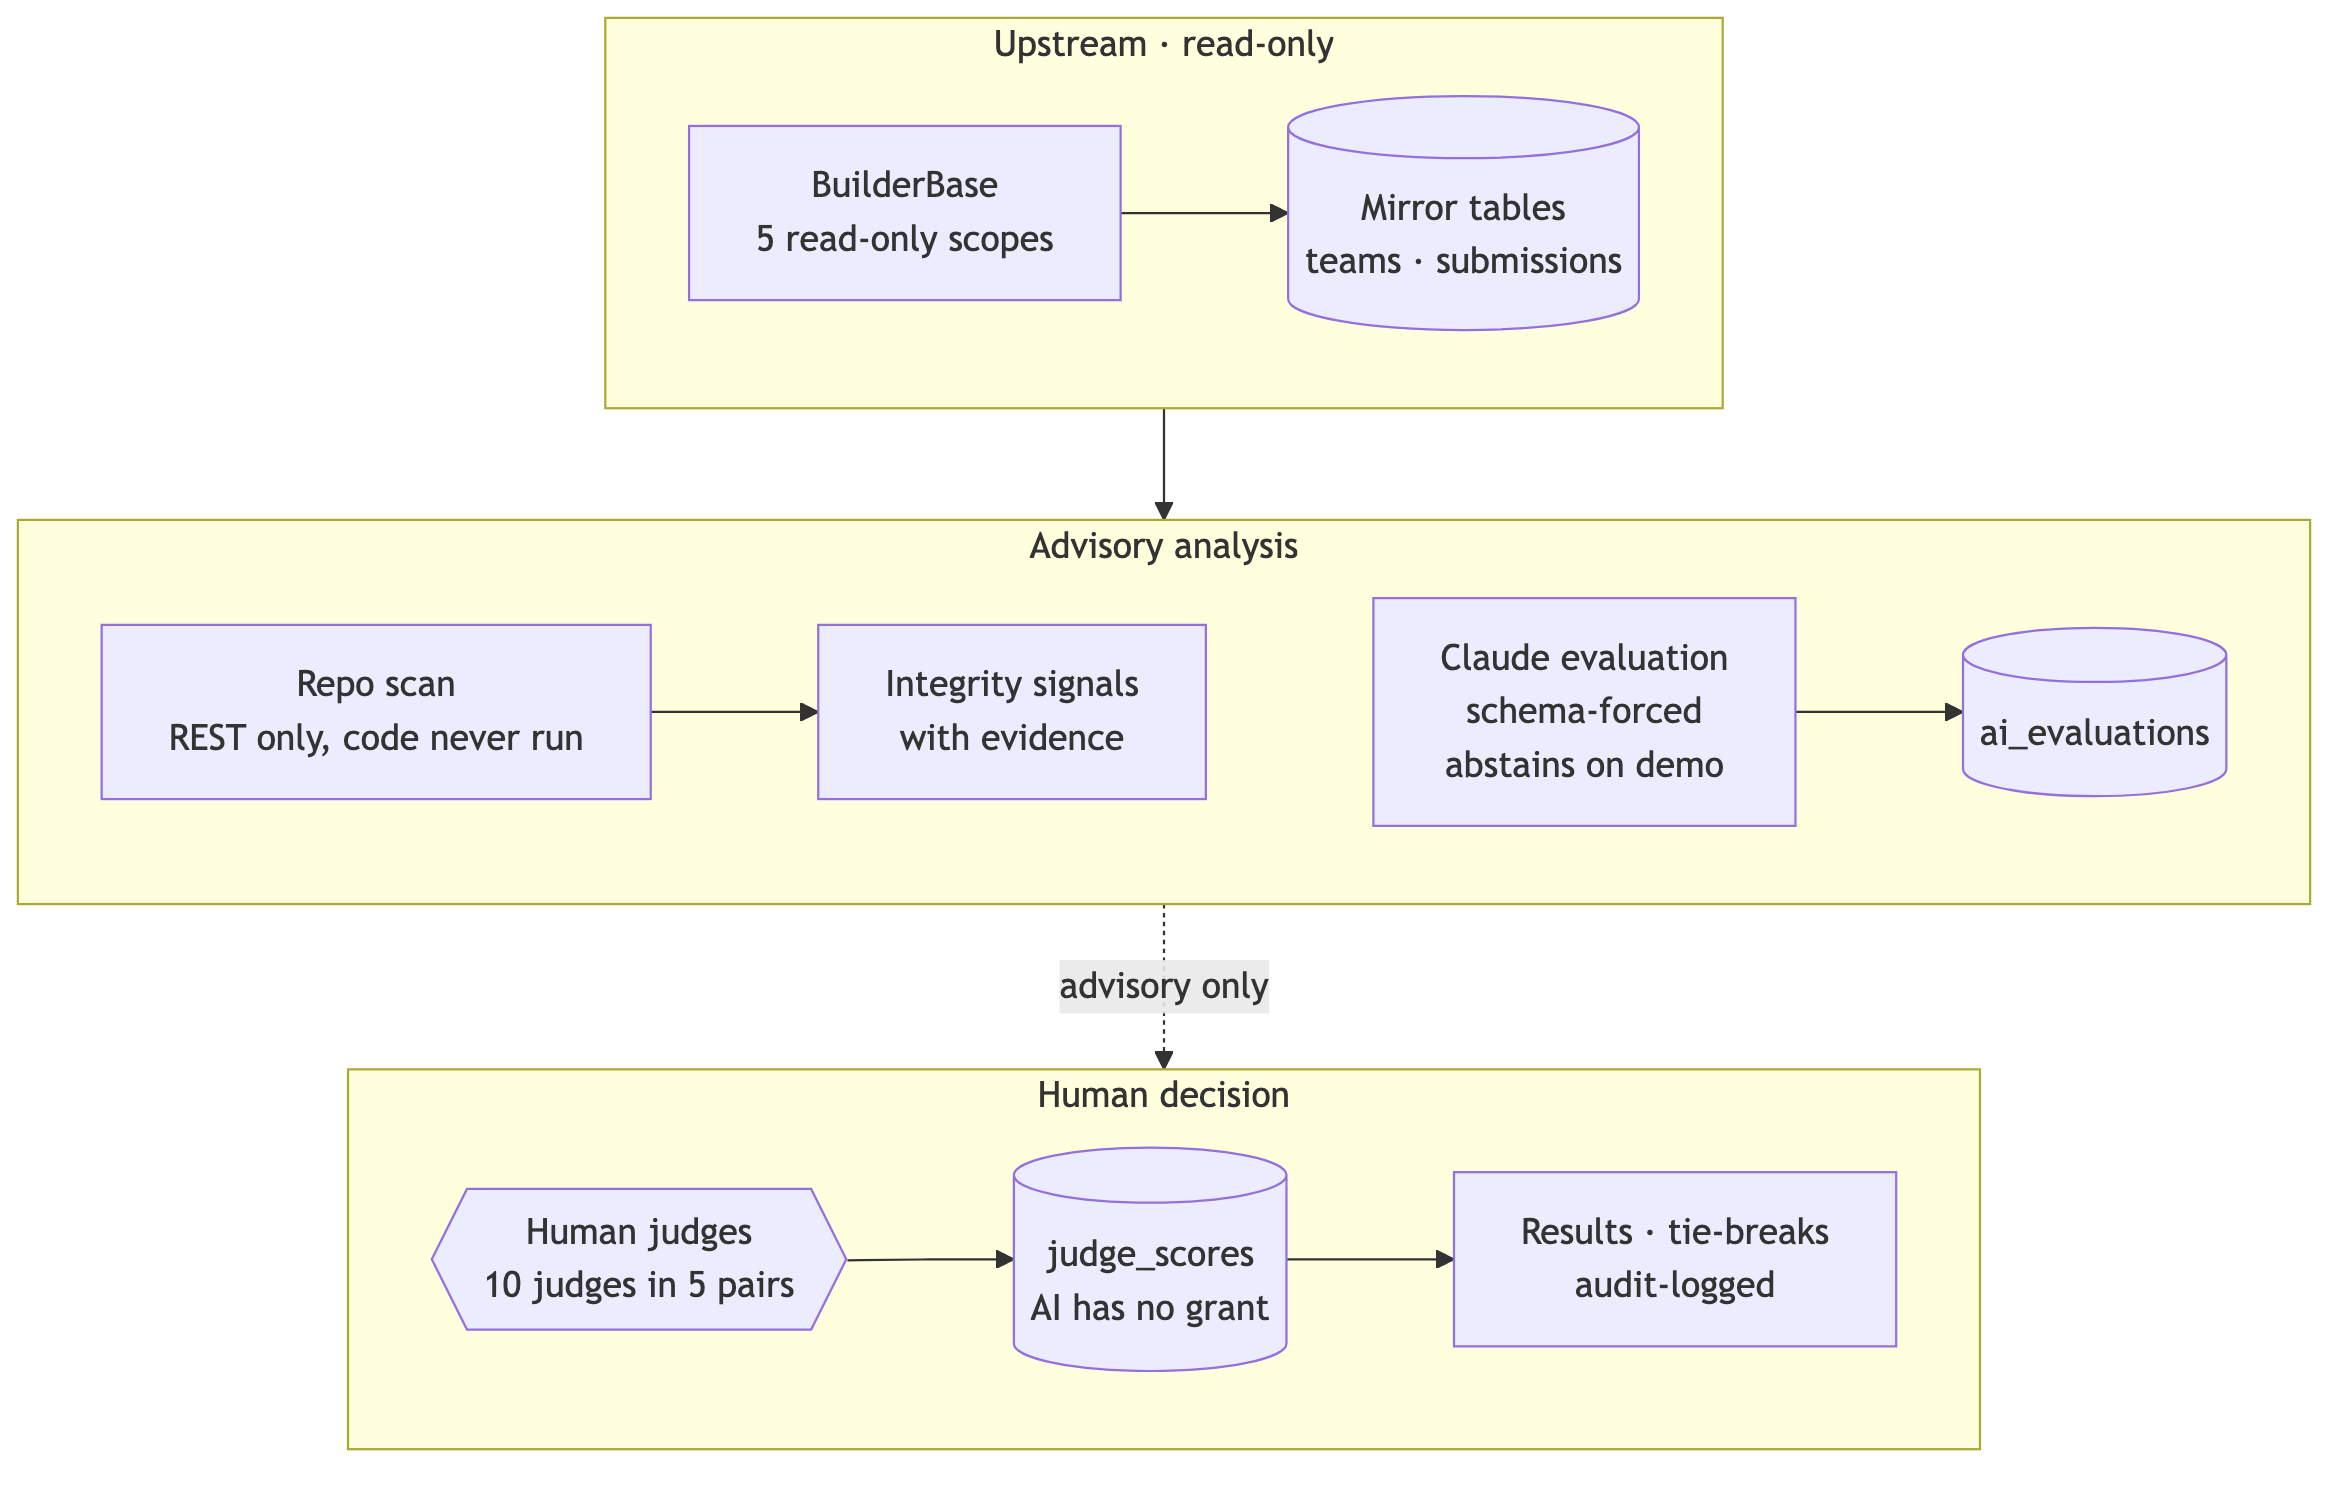 Upstream · read-only
BuilderBase
5 read-only scopes
Mirror tables
teams · submissions
Advisory analysis
Repo scan
REST only, code never run
Integrity signals
with evidence
Claude evaluation
schema-forced
abstains on demo
ai_evaluations
advisory only
Human decision
Human judges
10 judges in 5 pairs
judge_scores
AI has no grant
Results · tie-breaks
audit-logged